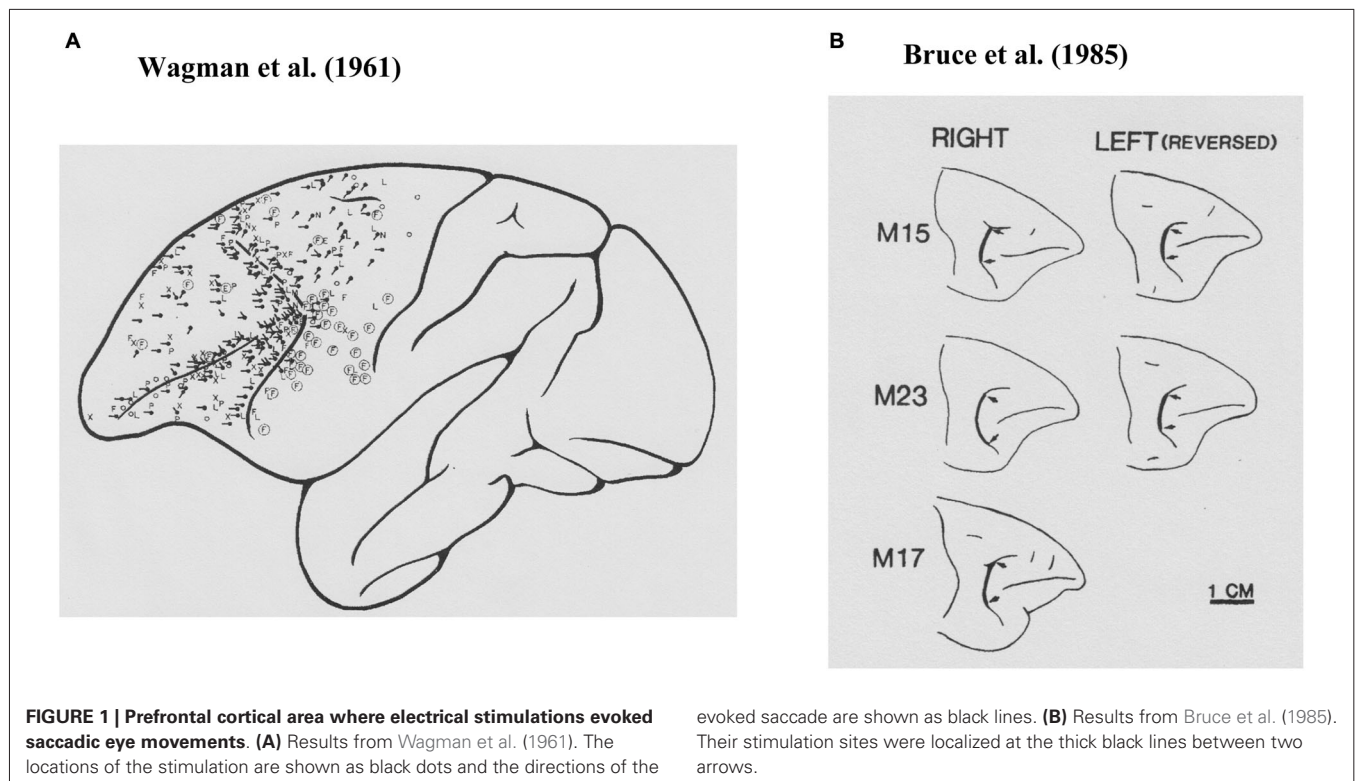 A
Wagman et al. (1961)
B
Bruce et al. (1985)
RIGHT
LEFT (REVERSED)
M15
M23
M17
1 CM
FIGURE 1 | Prefrontal cortical area where electrical stimulations evoked
saccadic eye movements. (A) Results from Wagman et al. (1961). The
locations of the stimulation are shown as black dots and the directions of the
evoked saccade are shown as black lines. (B) Results from Bruce et al. (1985).
Their stimulation sites were localized at the thick black lines between two
arrows.